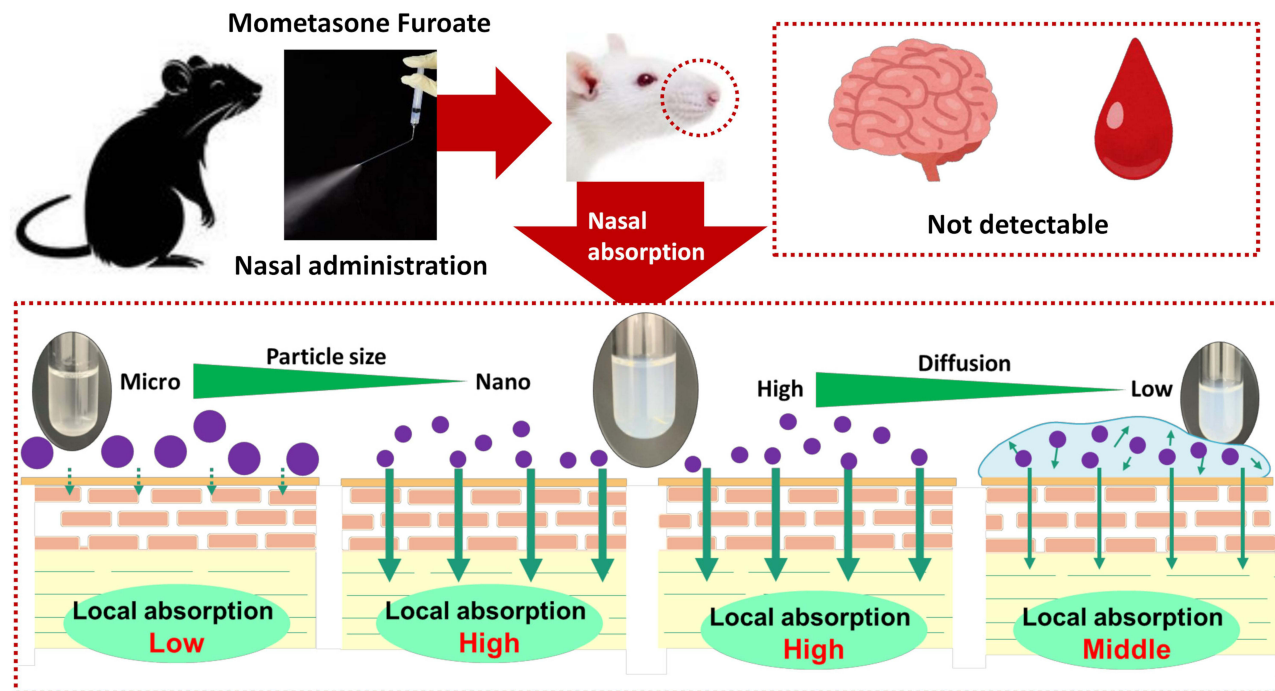 Mometasone Furoate
Nasal administration
Nasal
absorption
Not detectable
Particle size
Micro
Nano
Diffusion
High
Low
Local absorption
Low
Local absorption
High
Local absorption
High
Local absorption
Middle